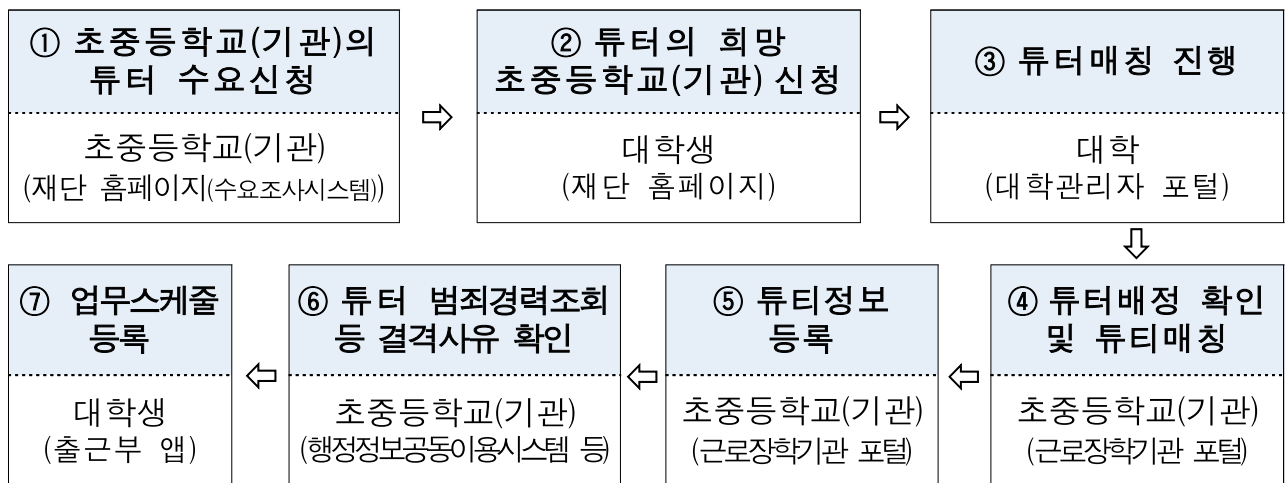 ① 초중등학교(기관)의
튜터 수요신청
초중등학교(기관)
(재단 홈페이지(수요조사시스템))
⇨
② 튜터의 희망
초중등학교(기관) 신청
대학생
(재단 홈페이지)
⇨
③ 튜터매칭 진행
대학
(대학관리자 포털)
⇩
④ 튜터배정 확인
및 튜티매칭
초중등학교(기관)
(근로장학기관 포털)
⇦
⑤ 튜티정보
등록
초중등학교(기관)
(근로장학기관 포털)
⇦
⑥ 튜터 범죄경력조회
등 결격사유 확인
초중등학교(기관)
(행정정보공동이용시스템 등)
⇦
⑦ 업무스케줄
등록
대학생
(출근부 앱)